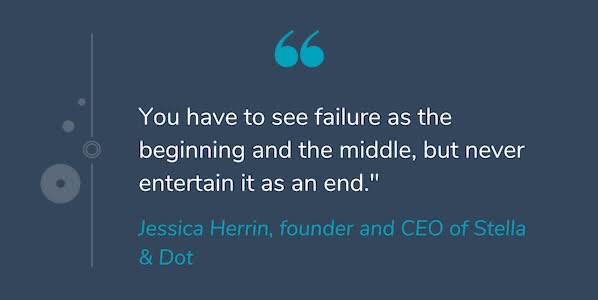 ❝
You have to see failure as the
beginning and the middle, but never
entertain it as an end."
Jessica Herrin, founder and CEO of Stella
& Dot